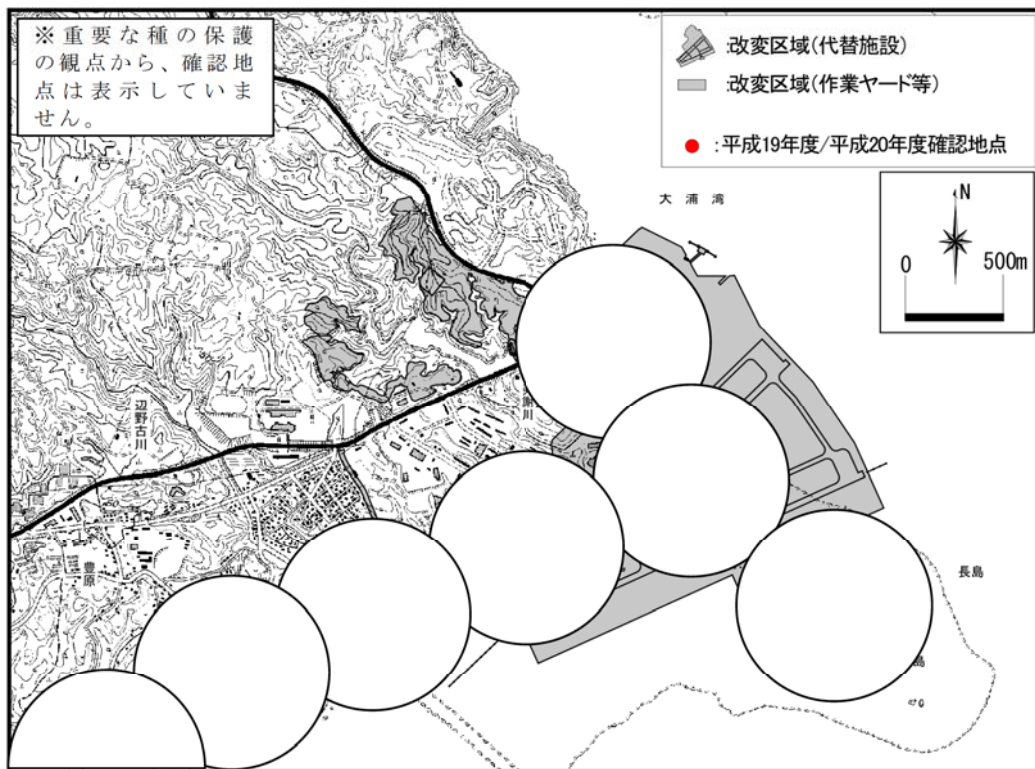 ※重要な種の保護
の観点から、確認地
点は表示していま
せん。
:改変区域(代替施設)
:改変区域(作業ヤード等)
:平成19年度/平成20年度確認地点
大浦湾
N
0 500m
辺野古川
豊原
長島
島